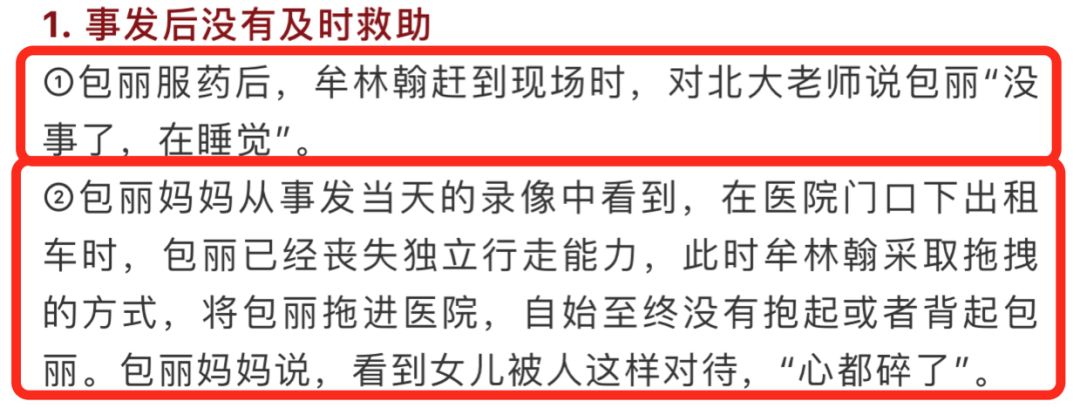 1. 事发后没有及时救助
①包丽服药后，牟林翰赶到现场时，对北大老师说包丽“没
事了，在睡觉”。
②包丽妈妈从事发当天的录像中看到，在医院门口下出租
车时，包丽已经丧失独立行走能力，此时牟林翰采取拖拽
的方式，将包丽拖进医院，自始至终没有抱起或者背起包
丽。包丽妈妈说，看到女儿被人这样对待，“心都碎了”。